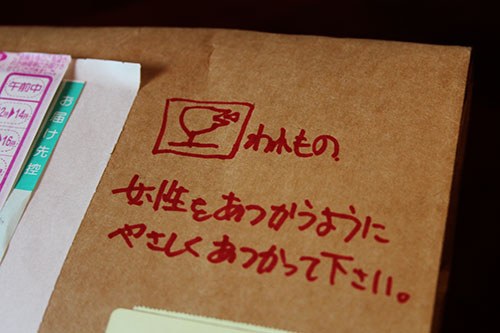 午前中
お届け先控
われもの
女性をあつかうように
やさしくあつかって下さい。